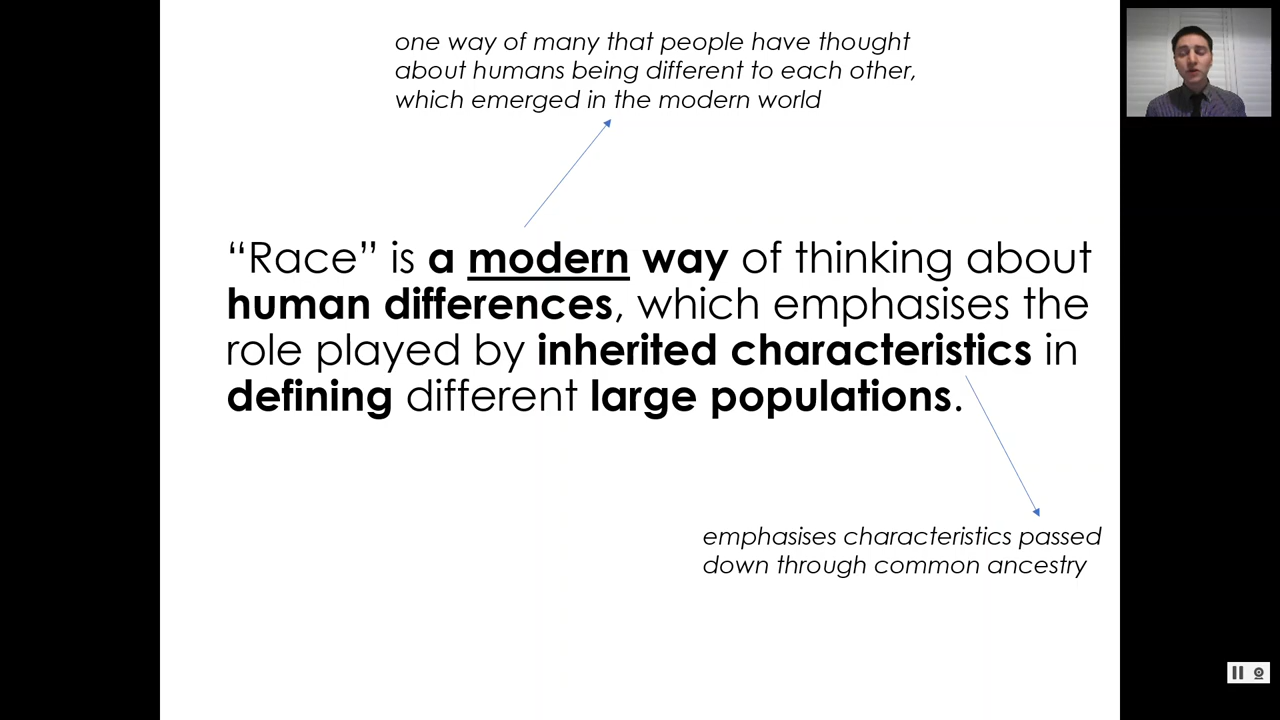 one way of many that people have thought
about humans being different to each other,
which emerged in the modern world
“Race” is a modern way of thinking about
human differences, which emphasises the
role played by inherited characteristics in
defining different large populations.
emphasises characteristics passed
down through common ancestry